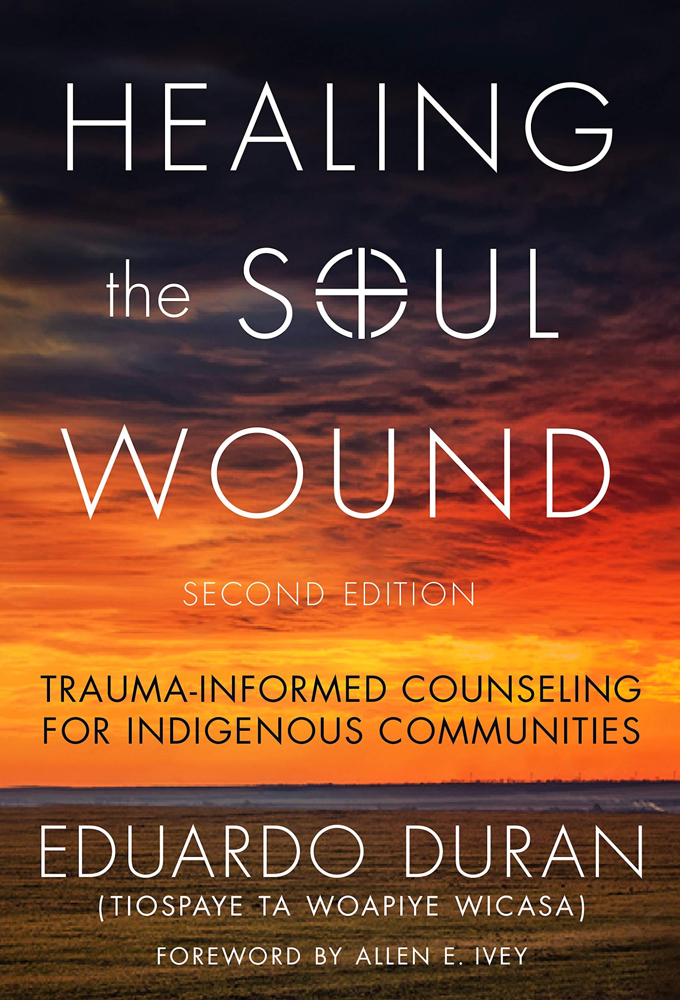 HEALING
the SOUL
WOUND
SECOND EDITION
TRAUMA-INFORMED COUNSELING
FOR INDIGENOUS COMMUNITIES
EDUARDO DURAN
(TIOSPAYE TA WOAPIYE WICASA)
FOREWORD BY ALLEN E. IVEY